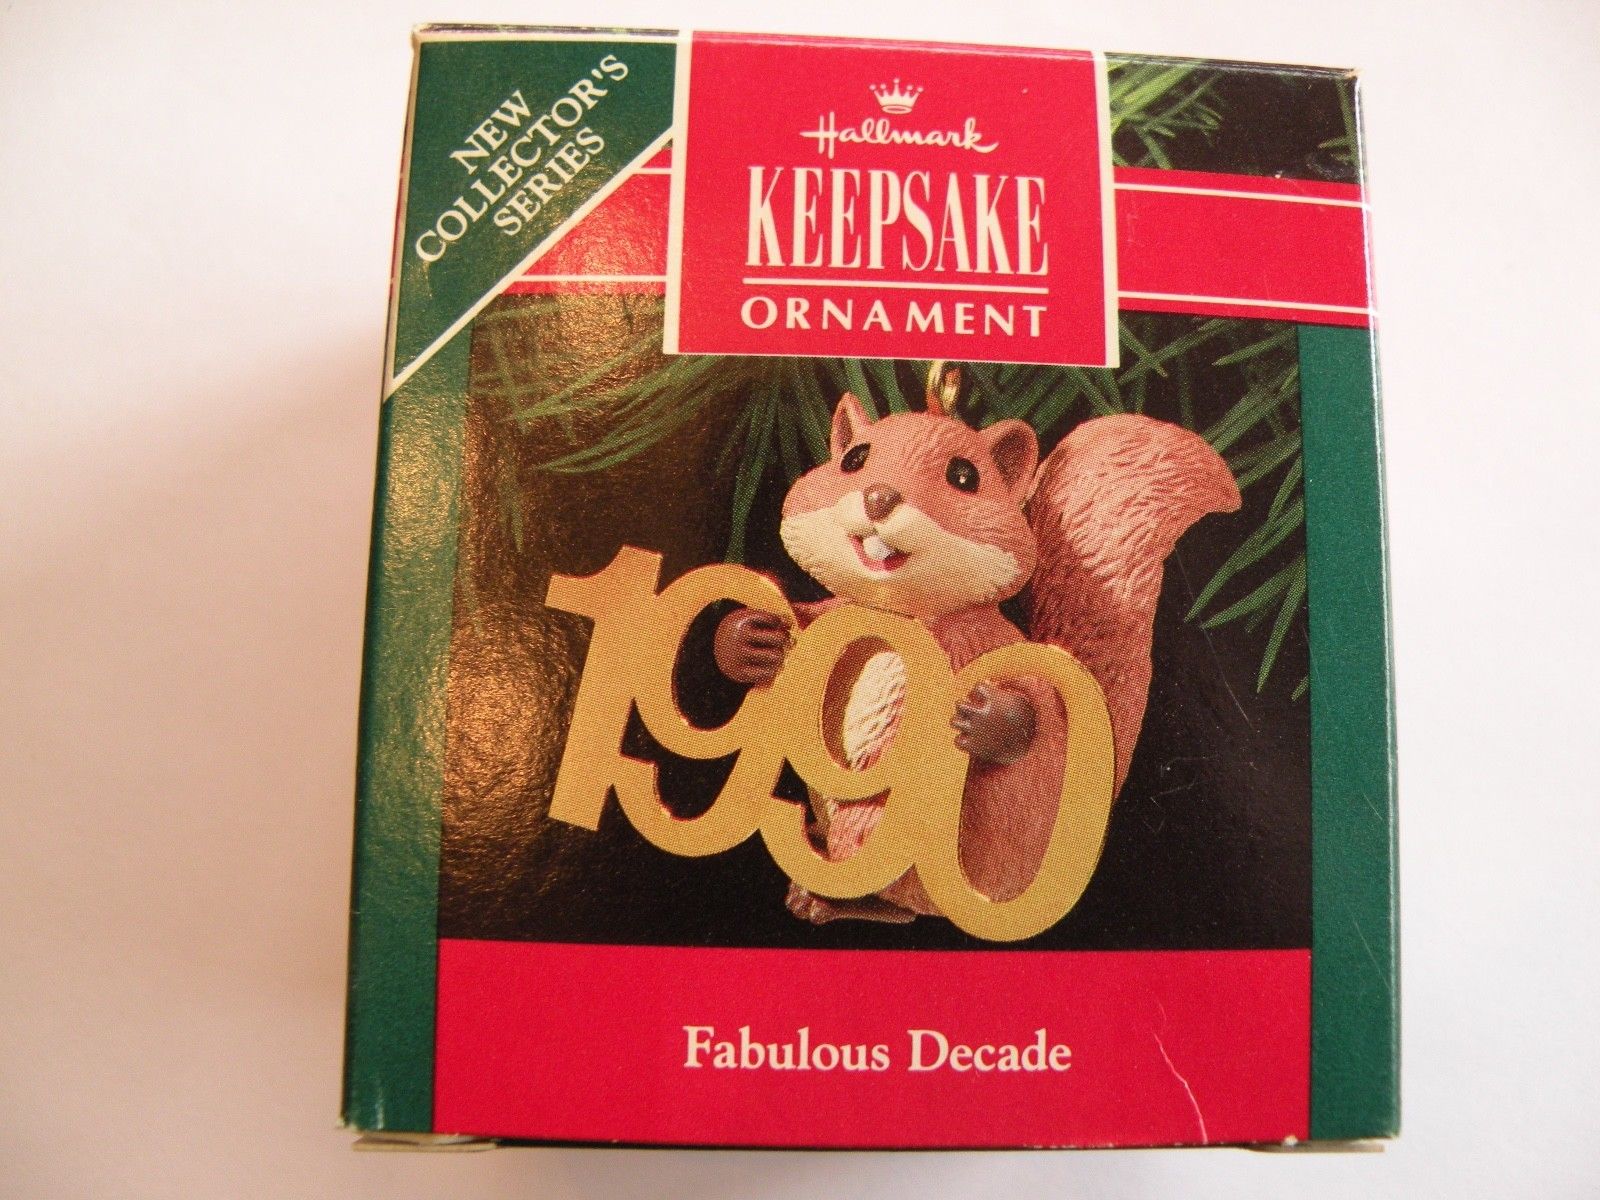 NEW
COLLECTOR'S
SERIES
Hallmark
KEEPSAKE
ORNAMENT
1990
Fabulous Decade